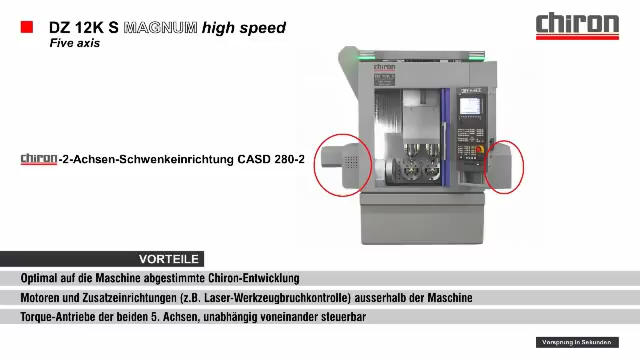 DZ 12K S MAGNUM high speed
Five axis
chiron
chiron
chiron-2-Achsen-Schwenkeinrichtung CASD 280-2
VORTEILE
Optimal auf die Maschine abgestimmte Chiron-Entwicklung
Motoren und Zusatzeinrichtungen (z.B. Laser-Werkzeugbruchkontrolle) ausserhalb der Maschine
Torque-Antriebe der beiden 5. Achsen, unabhängig voneinander steuerbar
Vorsprung in Sekunden